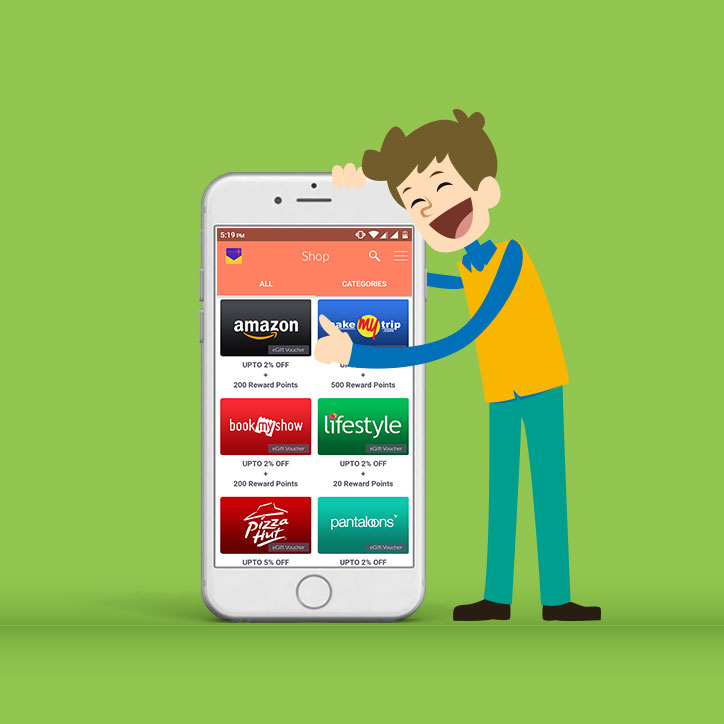 5:19 PM
Shop
ALL CATEGORIES
amazon
eGift Voucher
UPTO 2% OFF
+
200 Reward Points
ake my trip
.com
UPTO
500 Reward Points
bookmyshow
eGift Voucher
UPTO 2% OFF
+
200 Reward Points
lifestyle
eGift Voucher
UPTO 2% OFF
+
20 Reward Points
Pizza
Hut
eGift Voucher
UPTO 5% OFF
pantaloons
eGift Voucher
UPTO 2% OFF